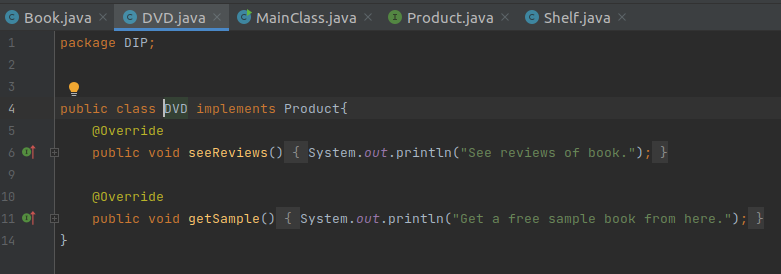 Book.java DVD.java MainClass.java Product.java Shelf.java
1 package DIP;
2
3
4 public class DVD implements Product{
5 @Override
6 public void seeReviews() { System.out.println("See reviews of book."); }
9
10 @Override
11 public void getSample() { System.out.println("Get a free sample book from here."); }
14 }